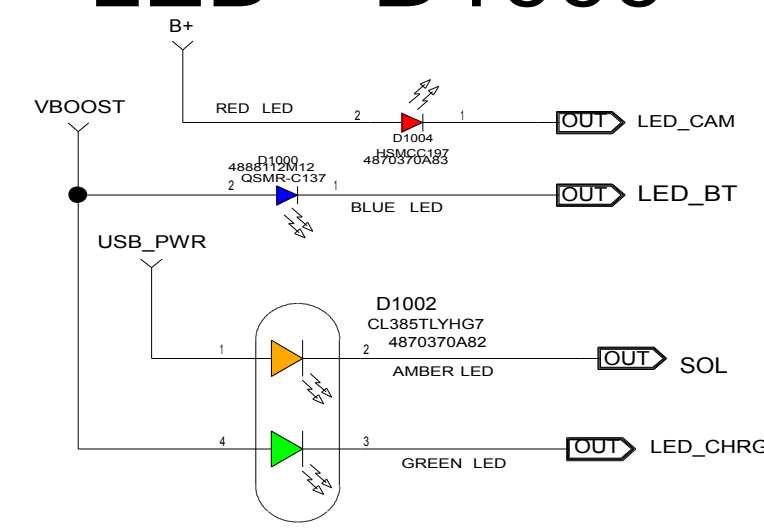 B+
VBOOST
RED LED
2
1
OUT
LED_CAM
D1004
HSMCC197
4870370A83
D1000
4888112M12
QSMR-C137
2
1
OUT
LED_BT
BLUE LED
USB_PWR
D1002
CL385TLYHG7
4870370A82
1
2
OUT
SOL
AMBER LED
4
3
OUT
LED_CHRG
GREEN LED